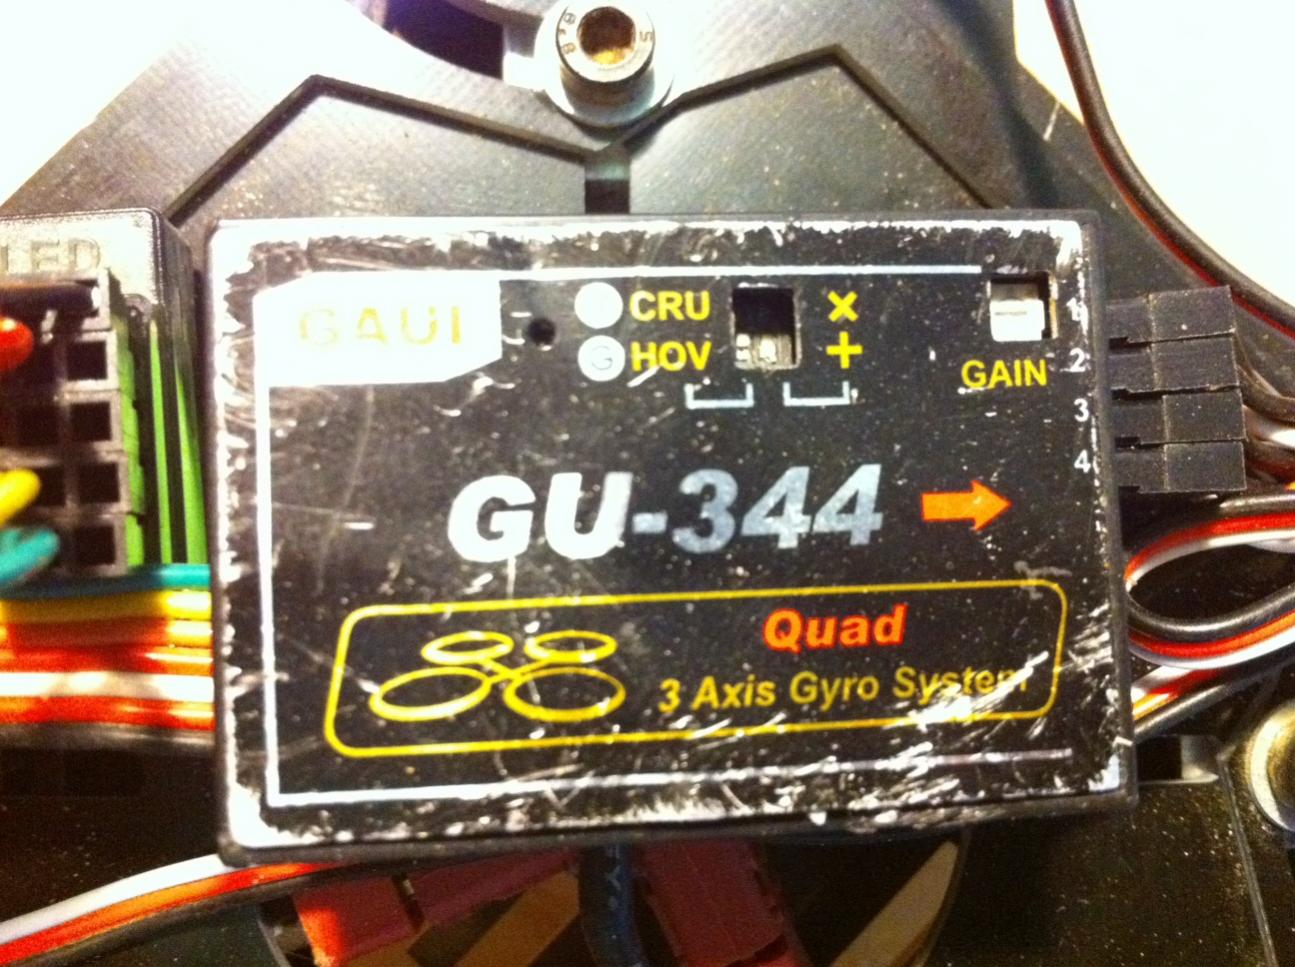 LED
GAUI
CRU
X
HOV
+
GAIN
1
2
3
4
GU-344
Quad
3 Axis Gyro System